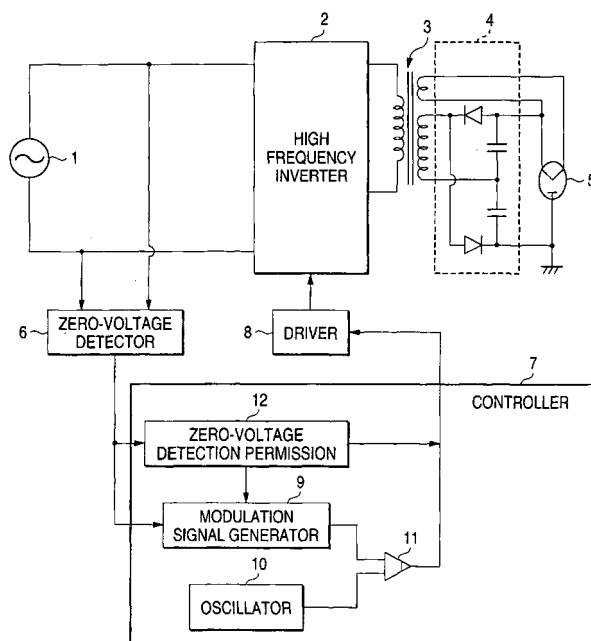 2
3
4
1
HIGH
FREQUENCY
INVERTER
5
6
ZERO-VOLTAGE
DETECTOR
8
DRIVER
7
CONTROLLER
12
ZERO-VOLTAGE
DETECTION PERMISSION
9
MODULATION
SIGNAL GENERATOR
11
10
OSCILLATOR